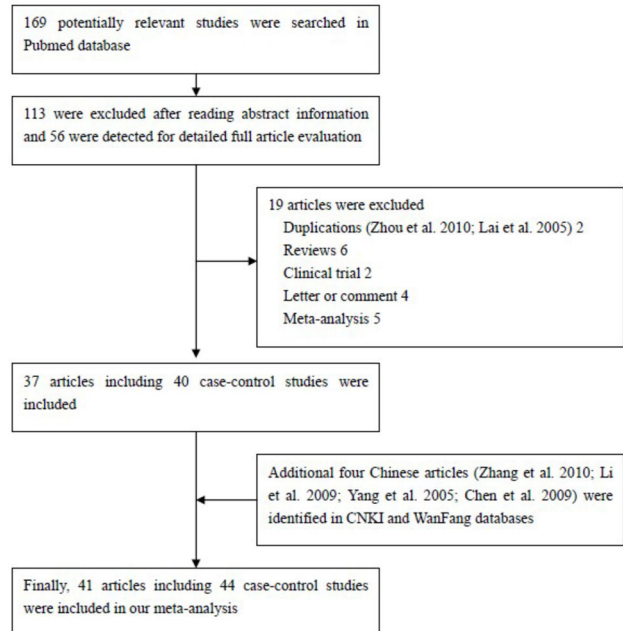 169 potentially relevant studies were searched in
Pubmed database
113 were excluded after reading abstract information
and 56 were detected for detailed full article evaluation
19 articles were excluded
Duplications (Zhou et al. 2010; Lai et al. 2005) 2
Reviews 6
Clinical trial 2
Letter or comment 4
Meta-analysis 5
37 articles including 40 case-control studies were
included
Additional four Chinese articles (Zhang et al. 2010; Li
et al. 2009; Yang et al. 2005; Chen et al. 2009) were
identified in CNKI and WanFang databases
Finally, 41 articles including 44 case-control studies
were included in our meta-analysis